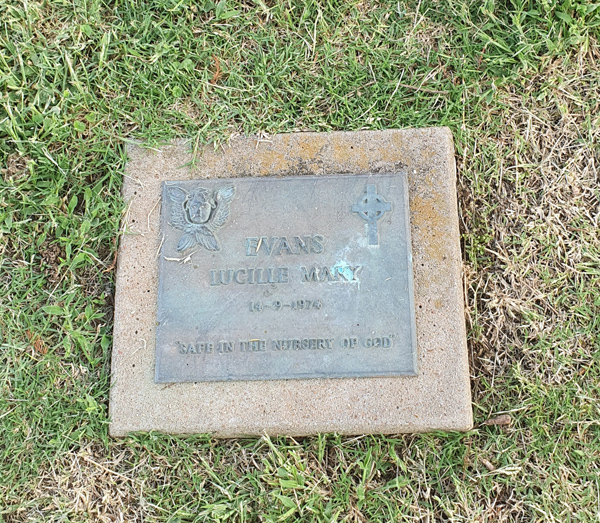 EVANS
LUCILLE MARY
14-9-1974
"SAFE IN THE NURSERY OF GOD"